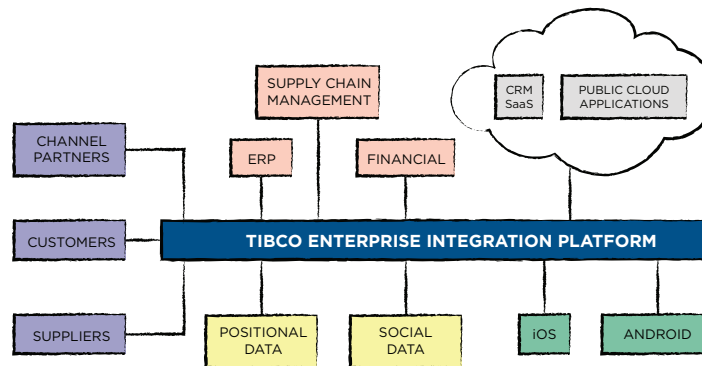 SUPPLY CHAIN
MANAGEMENT
CRM
SaaS
PUBLIC CLOUD
APPLICATIONS
CHANNEL
PARTNERS
ERP
FINANCIAL
CUSTOMERS
TIBCO ENTERPRISE INTEGRATION PLATFORM
SUPPLIERS
POSITIONAL
DATA
SOCIAL
DATA
iOS
ANDROID